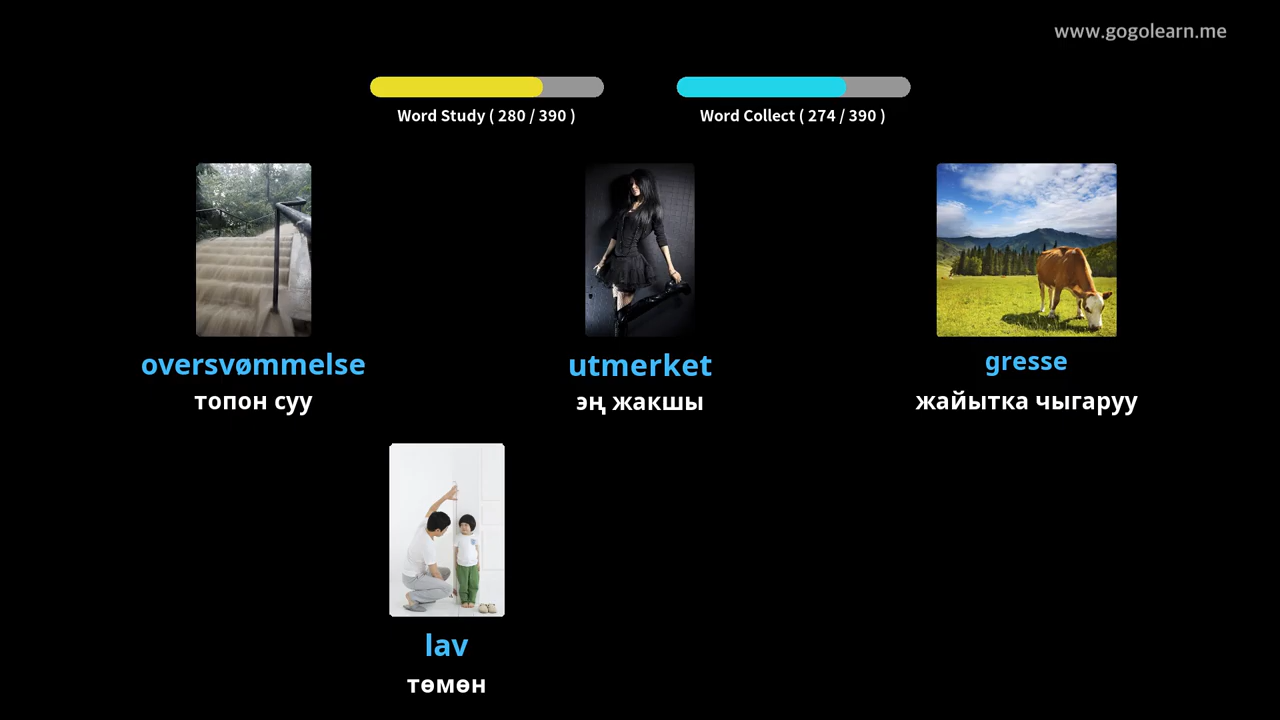 www.gogolearn.me
Word Study ( 280 / 390 )
Word Collect ( 274 / 390 )
oversvømmelse
топон суу
utmerket
эң жакшы
gresse
жайытка чыгаруу
lav
төмөн